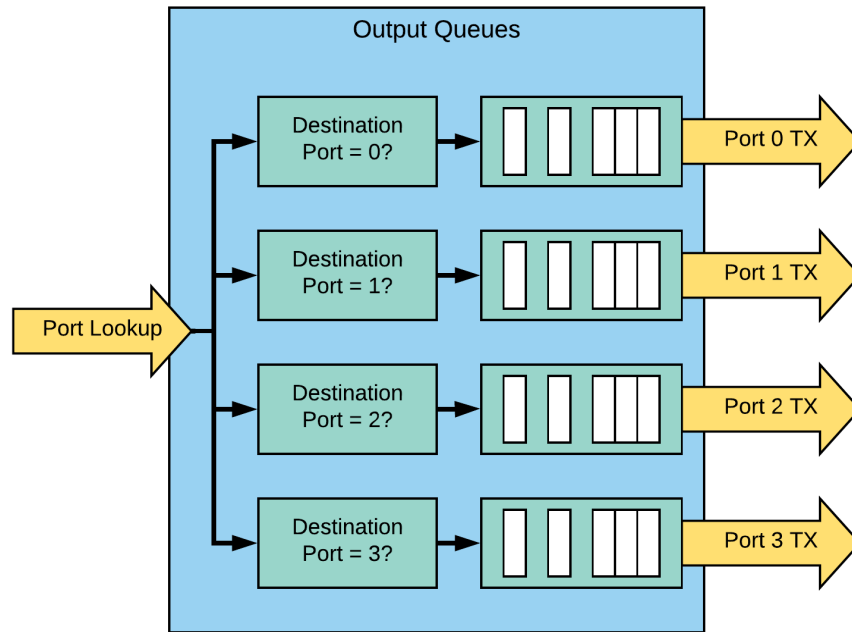 Output Queues
Destination
Port = 0?
Port 0 TX
Destination
Port = 1?
Port 1 TX
Port Lookup
Destination
Port = 2?
Port 2 TX
Destination
Port = 3?
Port 3 TX